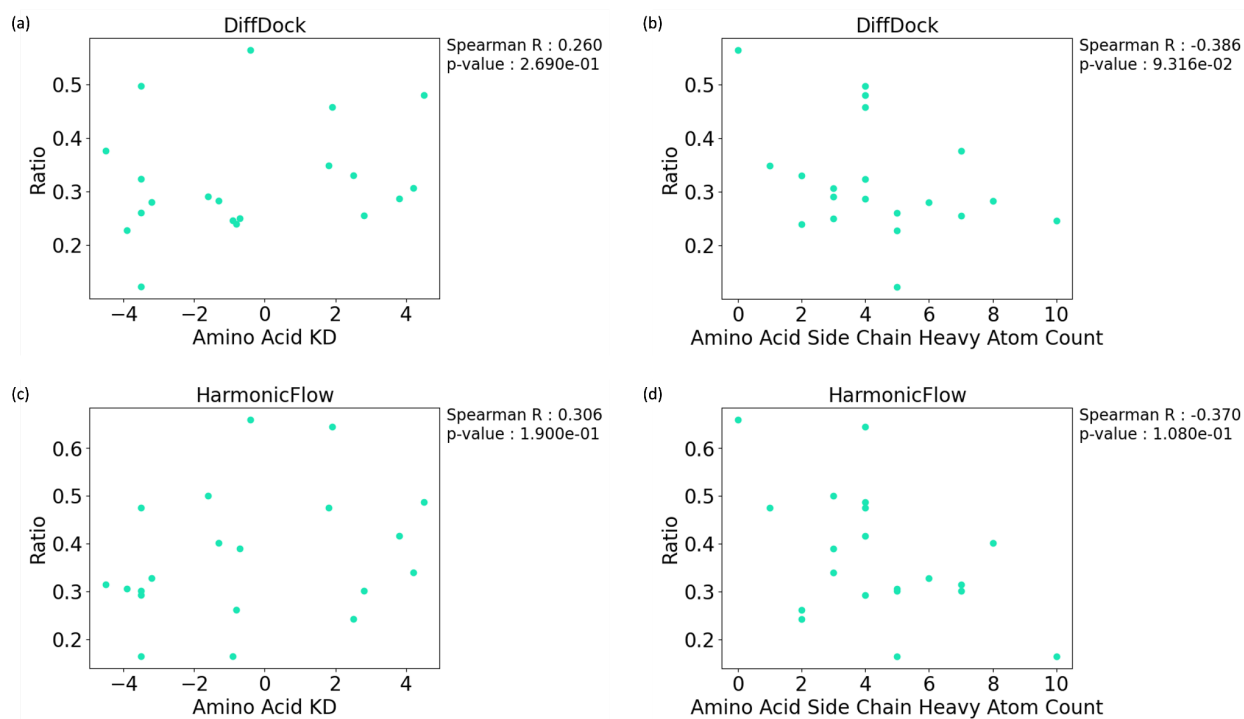 (a)
DiffDock
Spearman R : 0.260
p-value : 2.690e-01
0.5
0.4
0.3
0.2
Ratio
−4 −2 0 2 4
Amino Acid KD
(b)
DiffDock
Spearman R : -0.386
p-value : 9.316e-02
0.5
0.4
0.3
0.2
Ratio
0 2 4 6 8 10
Amino Acid Side Chain Heavy Atom Count
(c)
HarmonicFlow
Spearman R : 0.306
p-value : 1.900e-01
0.6
0.5
0.4
0.3
0.2
Ratio
−4 −2 0 2 4
Amino Acid KD
(d)
HarmonicFlow
Spearman R : -0.370
p-value : 1.080e-01
0.6
0.5
0.4
0.3
0.2
Ratio
0 2 4 6 8 10
Amino Acid Side Chain Heavy Atom Count